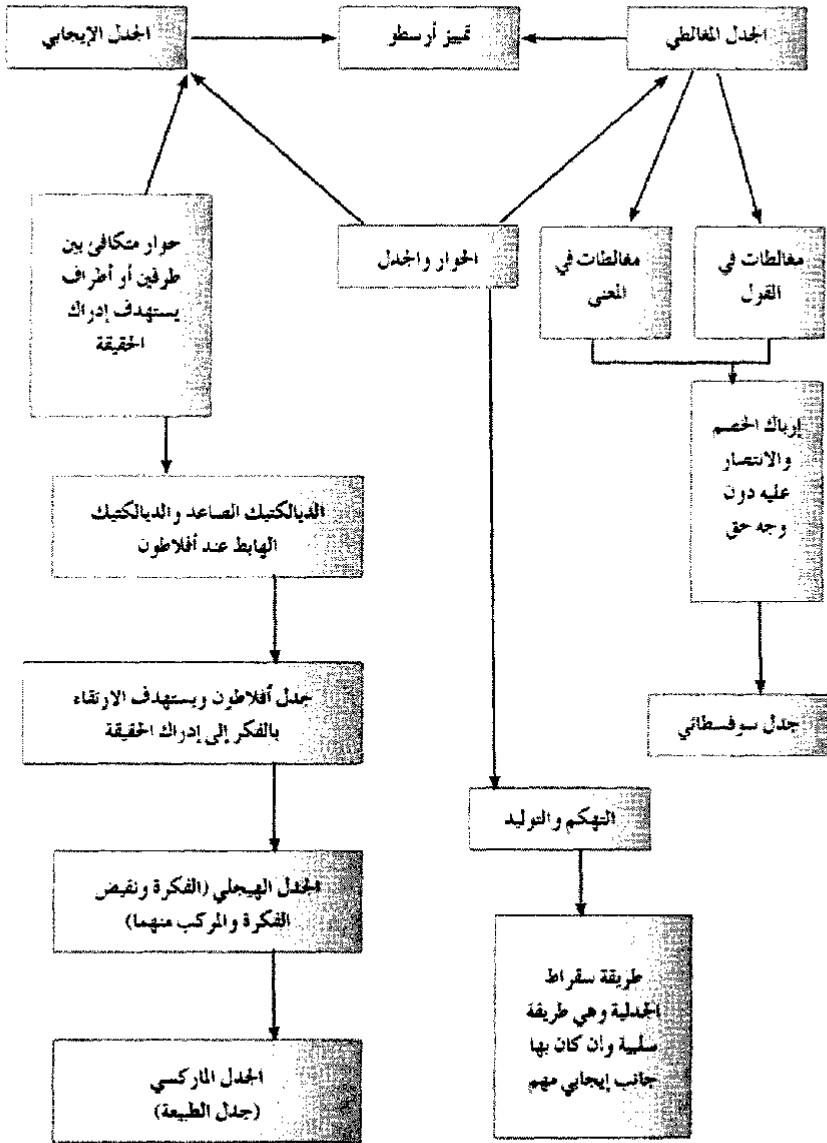 الجدل المغالطي
تمييز أرسطو
الجدل الإيجابي
الحوار والجدل
مغالطات في
القول
مغالطات في
المعنى
إرباك الخصم
والانتصار
عليه دون
وجه حق
جدل سوفسطائي
حوار متكافئ بين
طرفين أو أطراف
يستهدف إدراك
الحقيقة
الديالكتيك الصاعد والديالكتيك
الهابط عند أفلاطون
جدل أفلاطون ويستهدف الارتقاء
بالفكر إلى إدراك الحقيقة
الجدل الهيجلي (الفكرة ونقيض
الفكرة والمركب منهما)
الجدل الماركسي
(جدل الطبيعة)
التهكم والتوليد
طريقة سقراط
الجدلية وهي طريقة
سلبية وان كان بها
جانب إيجابي مهم